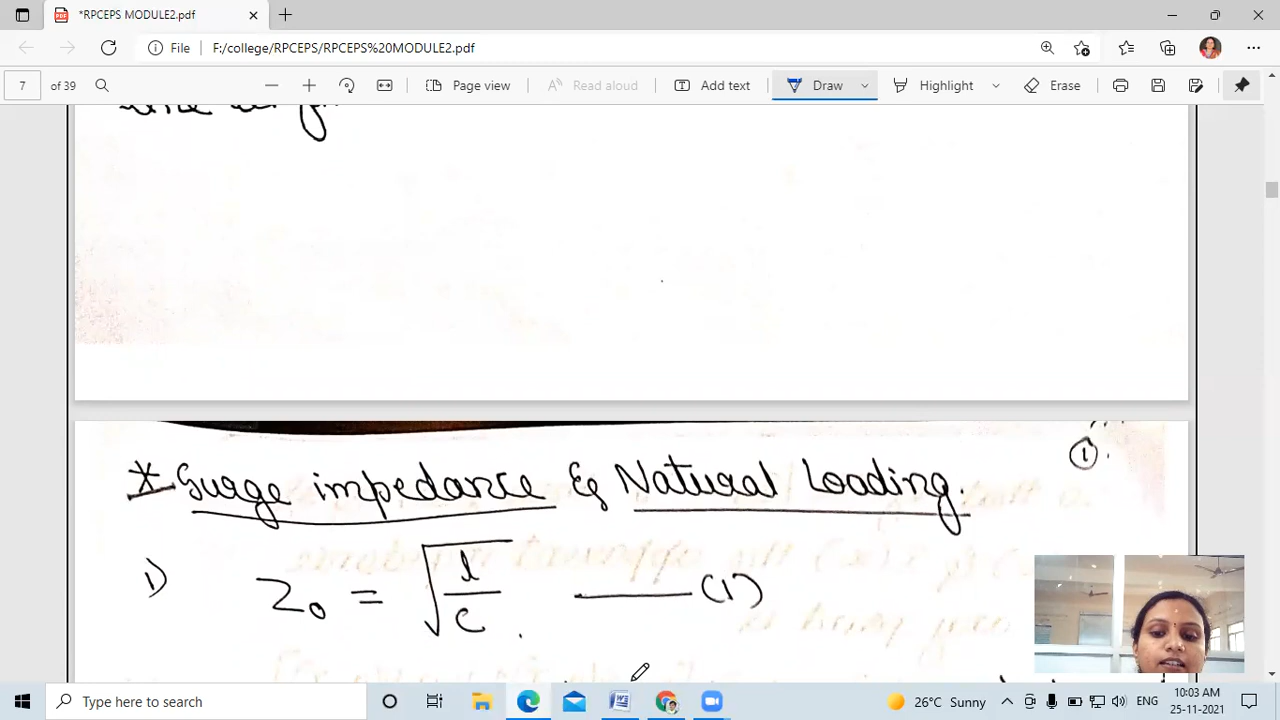 *RPCEPS MODULE2.pdf
File
F:/college/RPCEPS/RPCEPS%20MODULE2.pdf
7 of 39
Page view
Read aloud
Add text
Draw
Highlight
Erase
line length
1
* Surge impedance & Natural Loading.
1) Z0 = √(l/c) ——— (1)
Type here to search
26°C Sunny
ENG
10:03 AM
25-11-2021